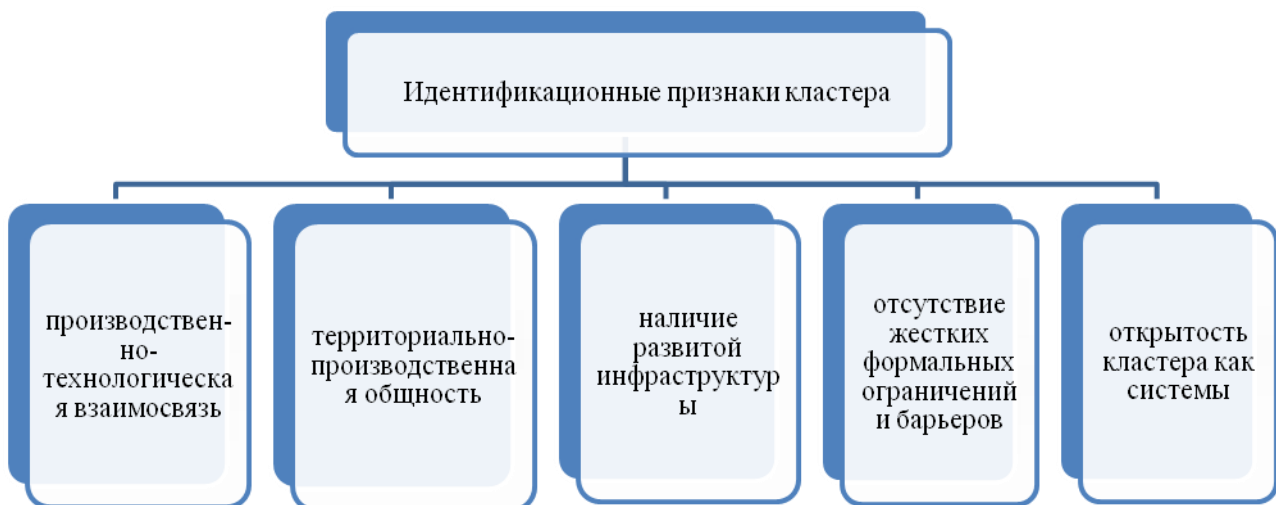 Идентификационные признаки кластера
производствен-
но-
технологическа
я взаимосвязь
территориально-
производственна
я общность
наличие
развитой
инфраструктур
ы
отсутствие
жестких
формальных
ограничений
и барьеров
открытость
кластера как
системы